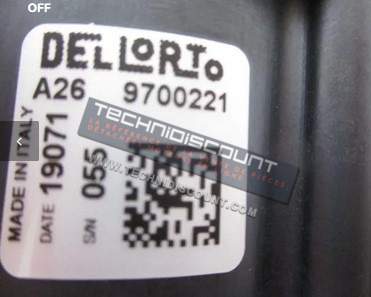 OFF
DELLORTO
A26 9700221
MADE IN ITALY
DATE 19071
S/N 055
TECHNIDISCOUNT
WWW.TECHNIDISCOUNT.COM